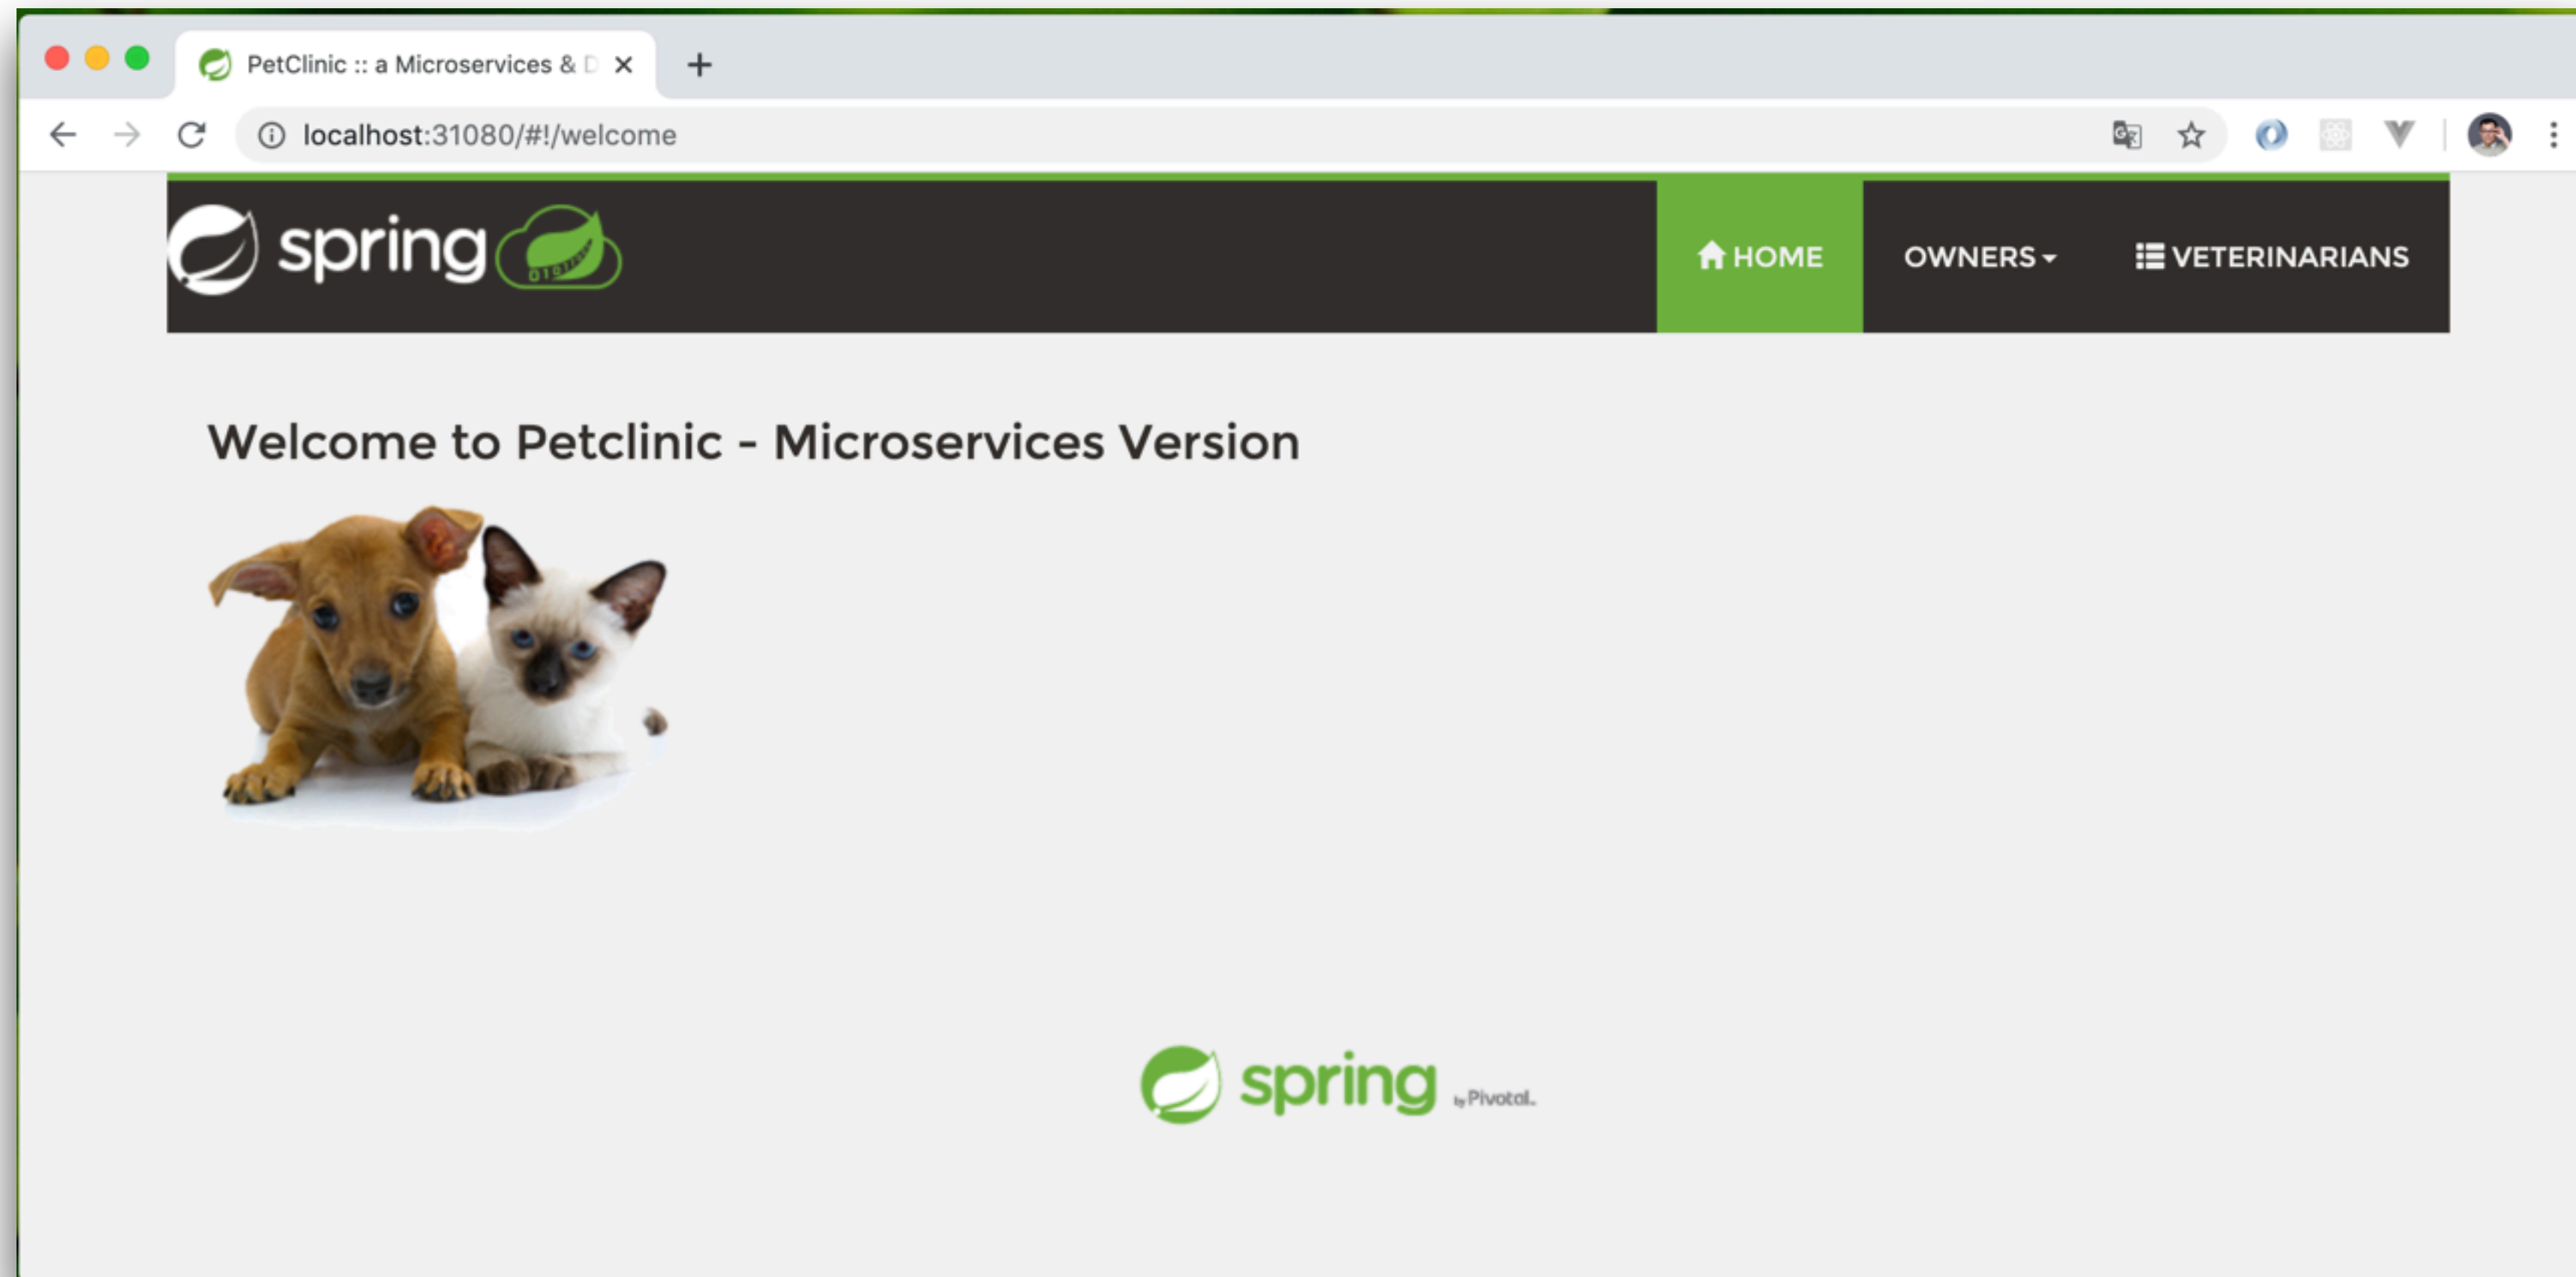 PetClinic :: a Microservices & D
localhost:31080/#!/welcome
spring
HOME OWNERS VETERINARIANS
Welcome to Petclinic - Microservices Version
spring by Pivotal.